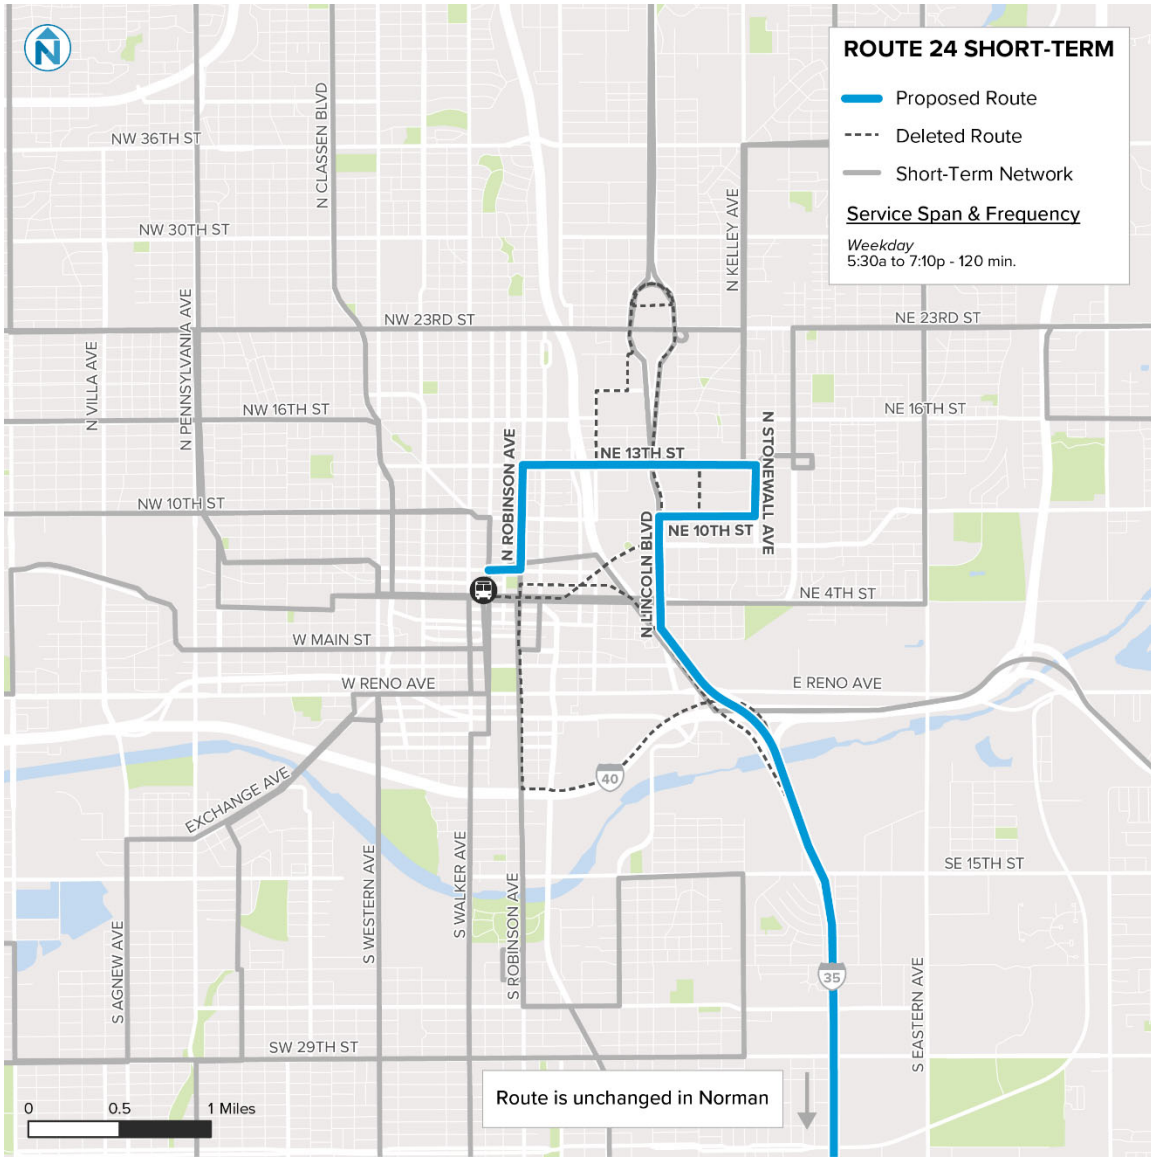 N
ROUTE 24 SHORT-TERM
Proposed Route
Deleted Route
Short-Term Network
Service Span & Frequency
Weekday
5:30a to 7:10p - 120 min.
N CLASSEN BLVD
NW 36TH ST
N KELLEY AVE
NW 30TH ST
N PENNSYLVANIA AVE
NW 23RD ST
NE 23RD ST
N VILLA AVE
NW 16TH ST
NE 16TH ST
N ROBINSON AVE
NE 13TH ST
N STONEWALL AVE
NW 10TH ST
NE 10TH ST
N LINCOLN BLVD
NE 4TH ST
W MAIN ST
W RENO AVE
E RENO AVE
40
EXCHANGE AVE
SE 15TH ST
S WESTERN AVE
S WALKER AVE
S ROBINSON AVE
S AGNEW AVE
35
S EASTERN AVE
SW 29TH ST
Route is unchanged in Norman
0 0.5 1 Miles